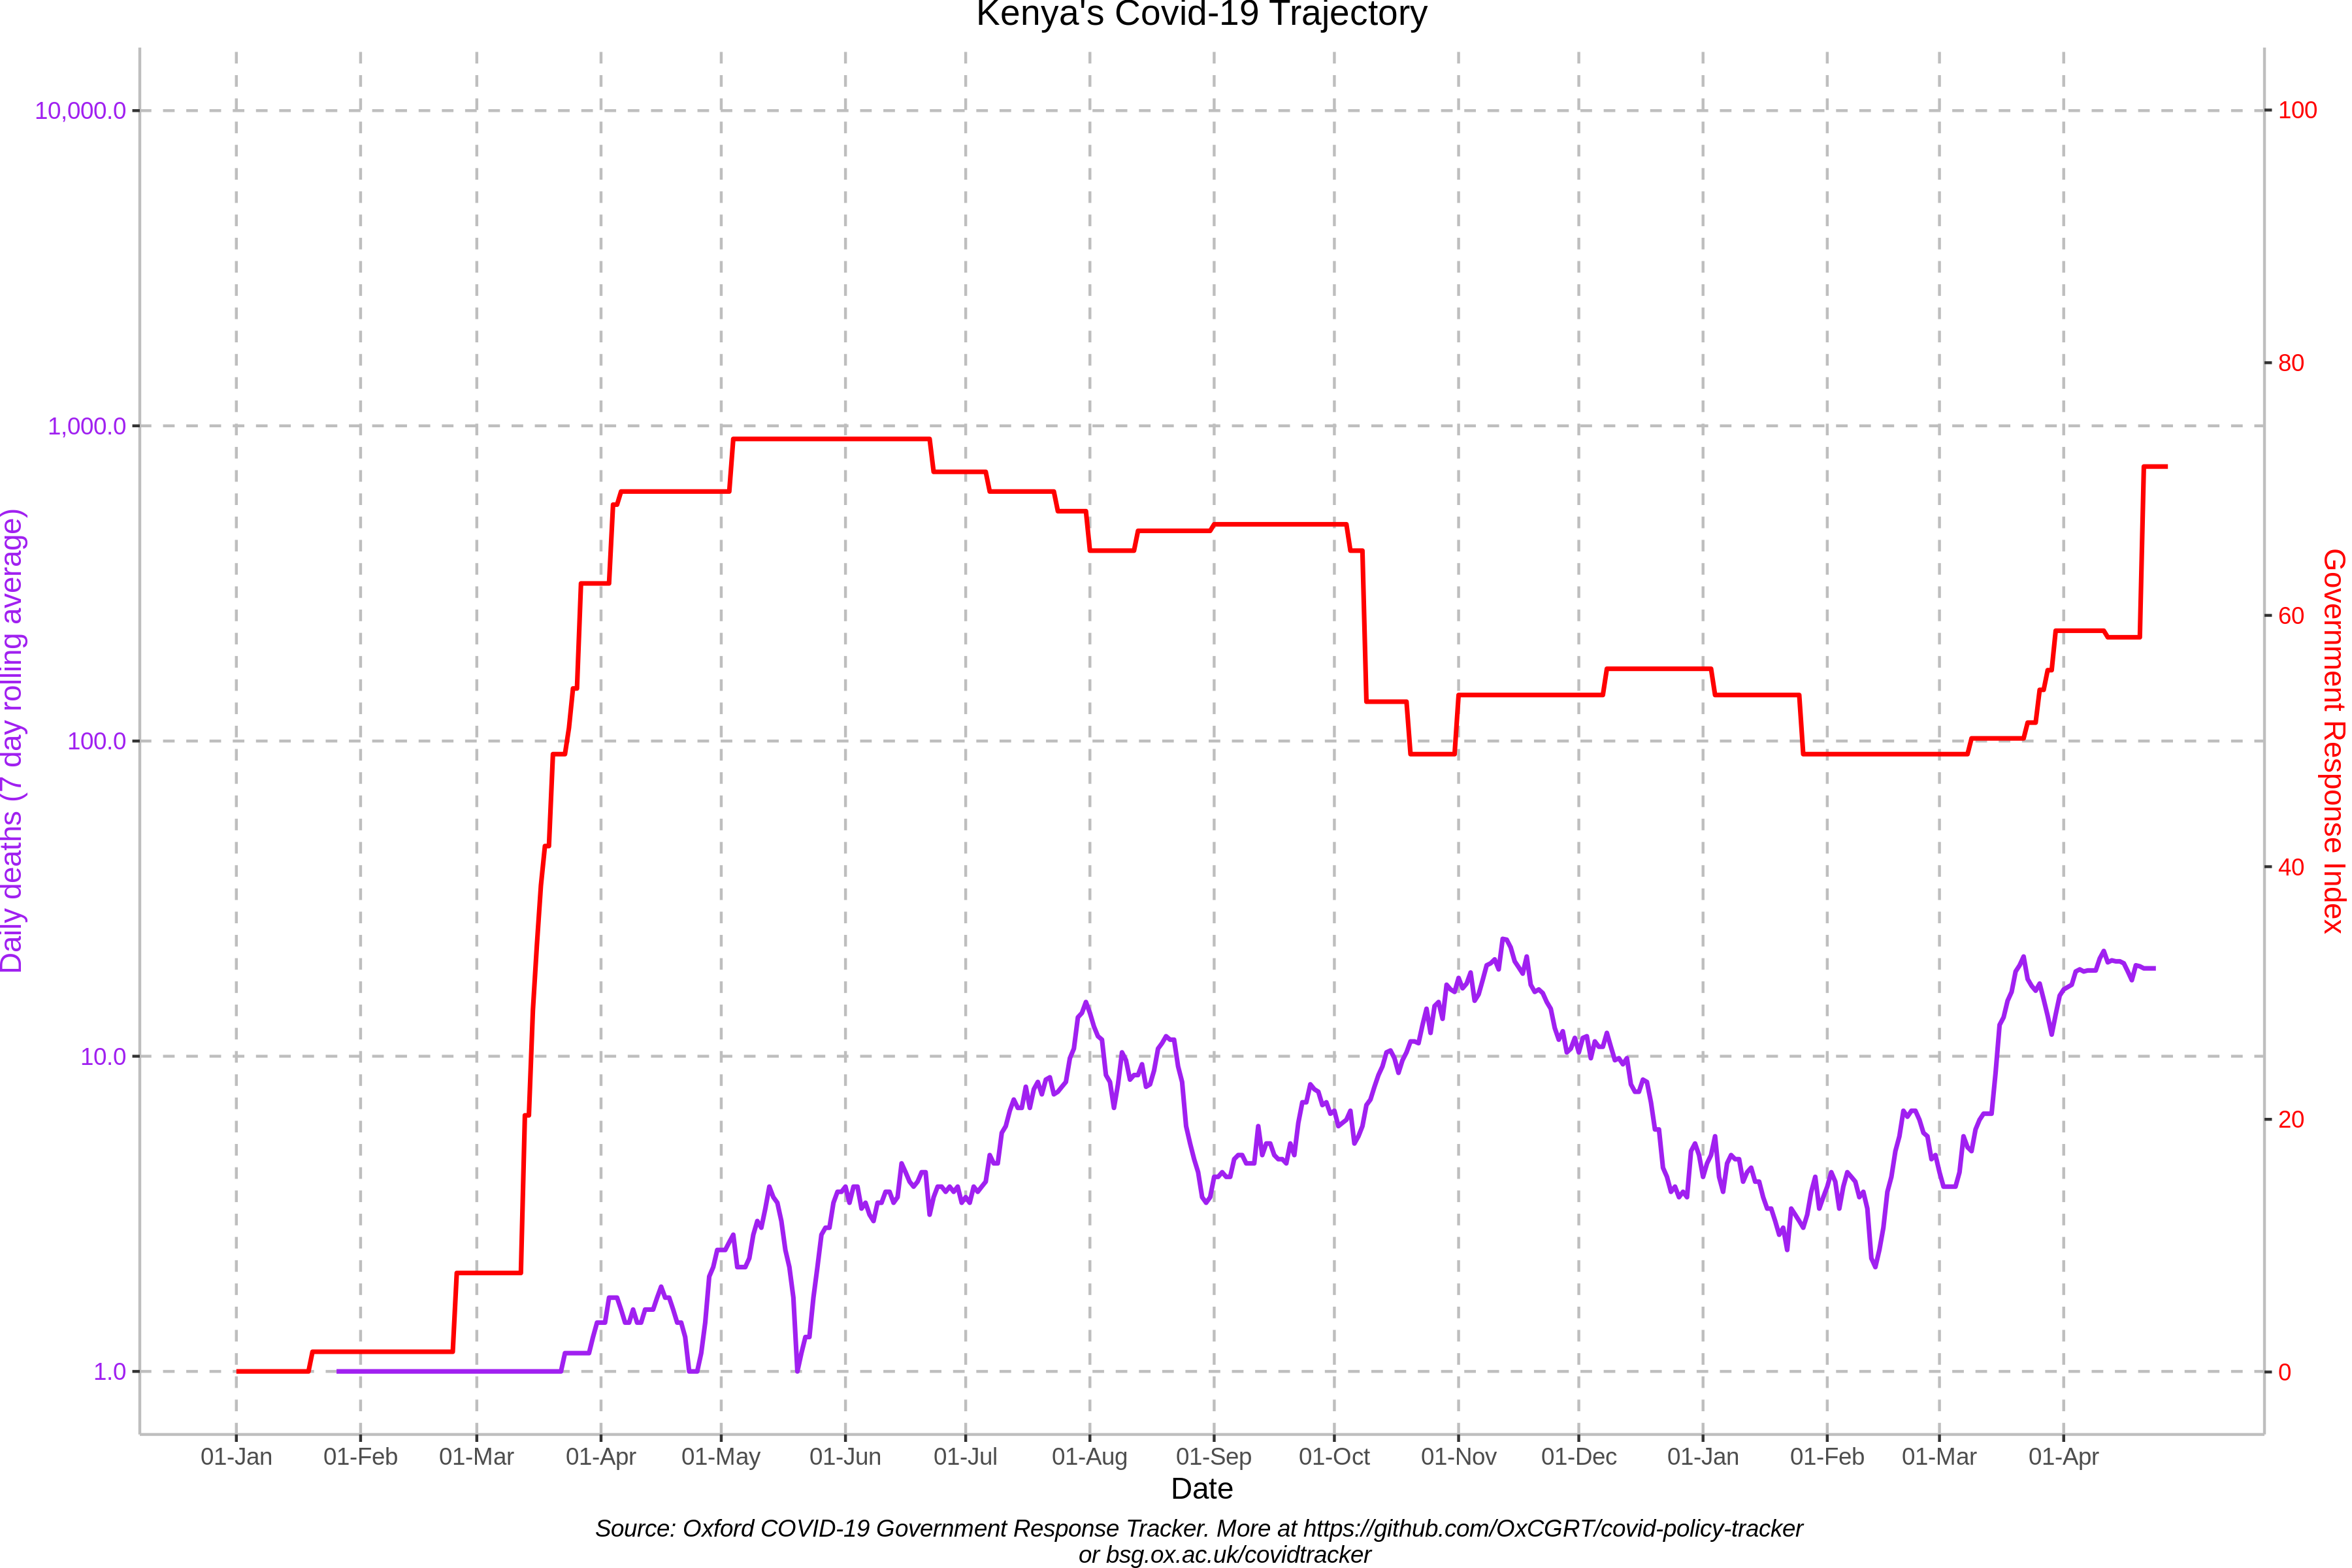 Kenya's Covid-19 Trajectory
10,000.0
1,000.0
100.0
10.0
1.0
Daily deaths (7 day rolling average)
100
80
60
40
20
0
Government Response Index
01-Jan 01-Feb 01-Mar 01-Apr 01-May 01-Jun 01-Jul 01-Aug 01-Sep 01-Oct 01-Nov 01-Dec 01-Jan 01-Feb 01-Mar 01-Apr
Date
Source: Oxford COVID-19 Government Response Tracker. More at https://github.com/OxCGRT/covid-policy-tracker
or bsg.ox.ac.uk/covidtracker